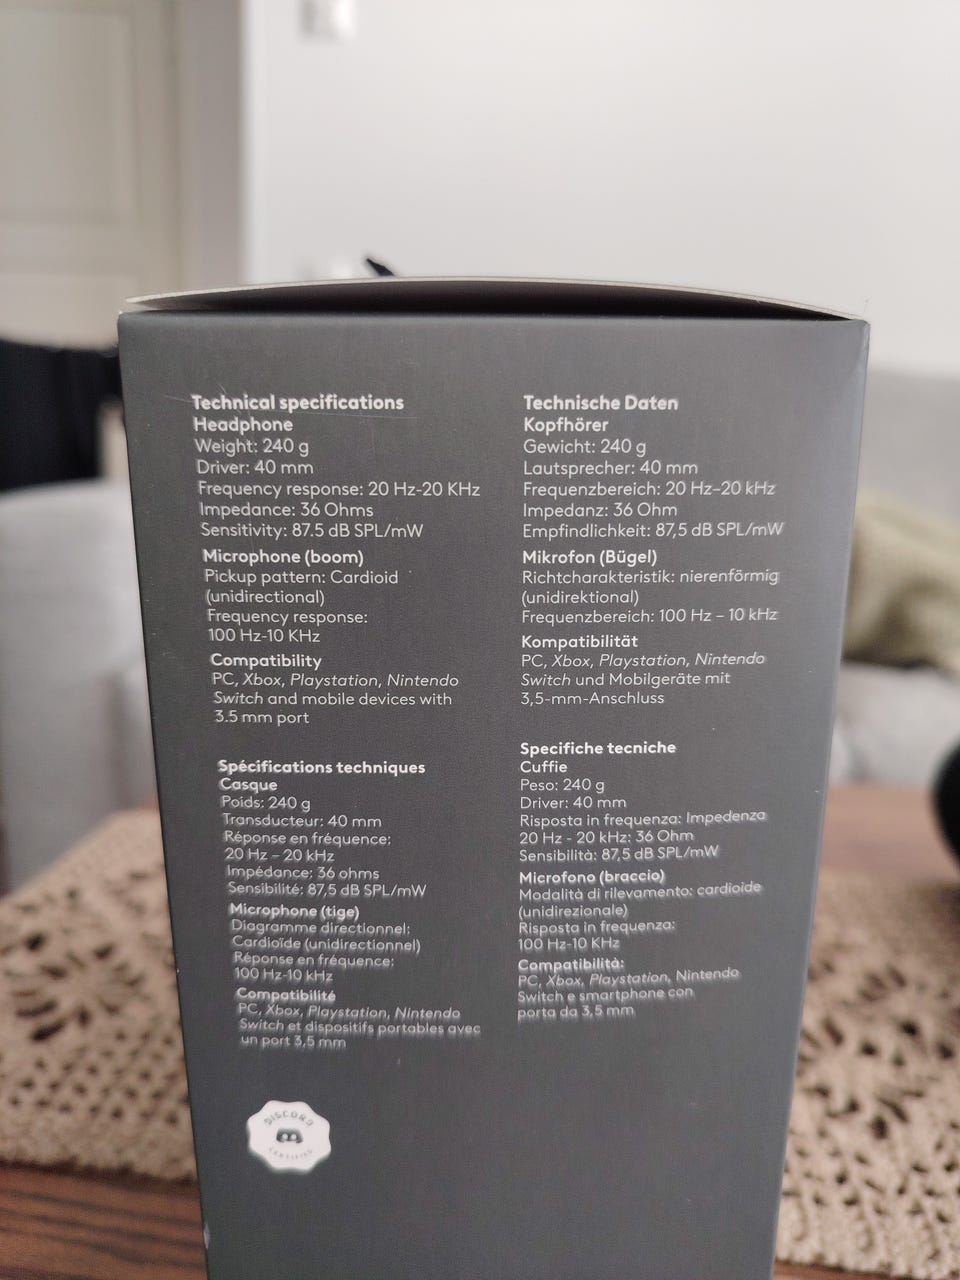 Technical specifications
Headphone
Weight: 240 g
Driver: 40 mm
Frequency response: 20 Hz-20 KHz
Impedance: 36 Ohms
Sensitivity: 87.5 dB SPL/mW
Microphone (boom)
Pickup pattern: Cardioid
(unidirectional)
Frequency response:
100 Hz-10 KHz
Compatibility
PC, Xbox, Playstation, Nintendo
Switch and mobile devices with
3.5 mm port
Technische Daten
Kopfhörer
Gewicht: 240 g
Lautsprecher: 40 mm
Frequenzbereich: 20 Hz–20 kHz
Impedanz: 36 Ohm
Empfindlichkeit: 87,5 dB SPL/mW
Mikrofon (Bügel)
Richtcharakteristik: nierenförmig
(unidirektional)
Frequenzbereich: 100 Hz – 10 kHz
Kompatibilität
PC, Xbox, Playstation, Nintendo
Switch und Mobilgeräte mit
3,5-mm-Anschluss
Spécifications techniques
Casque
Poids: 240 g
Transducteur: 40 mm
Réponse en fréquence:
20 Hz – 20 kHz
Impédance: 36 ohms
Sensibilité: 87,5 dB SPL/mW
Microphone (tige)
Diagramme directionnel:
Cardioïde (unidirectionnel)
Réponse en fréquence:
100 Hz-10 kHz
Compatibilité
PC, Xbox, Playstation, Nintendo
Switch et dispositifs portables avec
un port 3,5 mm
Specifiche tecniche
Cuffie
Peso: 240 g
Driver: 40 mm
Risposta in frequenza: Impedenza
20 Hz - 20 kHz: 36 Ohm
Sensibilità: 87,5 dB SPL/mW
Microfono (braccio)
Modalità di rilevamento: cardioide
(unidirezionale)
Risposta in frequenza:
100 Hz-10 KHz
Compatibilità:
PC, Xbox, Playstation, Nintendo
Switch e smartphone con
porta da 3,5 mm
DISCORD
CERTIFIED